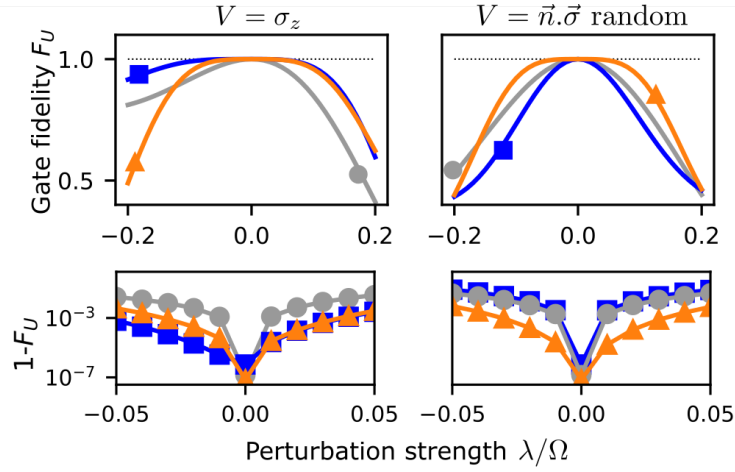 V = σ_z
V = n⃗.σ⃗ random
Gate fidelity F_U
1.0
0.5
−0.2 0.0 0.2
−0.2 0.0 0.2
1-F_U
10^−3
10^−7
−0.05 0.00 0.05
−0.05 0.00 0.05
Perturbation strength λ/Ω